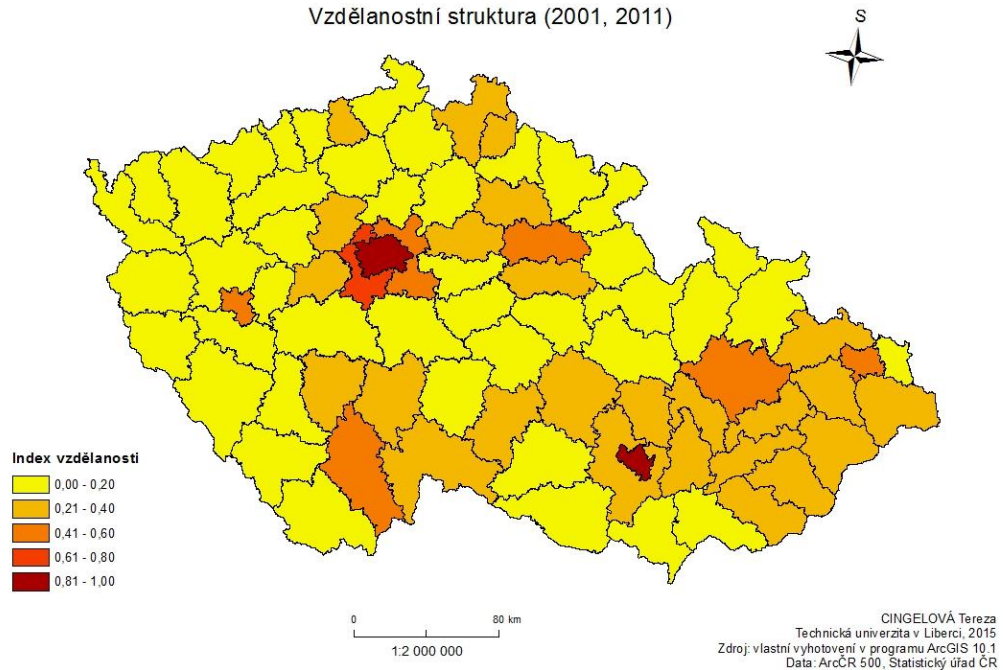 Vzdělanostní struktura (2001, 2011)
S
Index vzdělanosti
0,00 - 0,20
0,21 - 0,40
0,41 - 0,60
0,61 - 0,80
0,81 - 1,00
0 80 km
1:2 000 000
CINGELOVÁ Tereza
Technická univerzita v Liberci, 2015
Zdroj: vlastní vyhotovení v programu ArcGIS 10.1
Data: ArcČR 500, Statistický úřad ČR